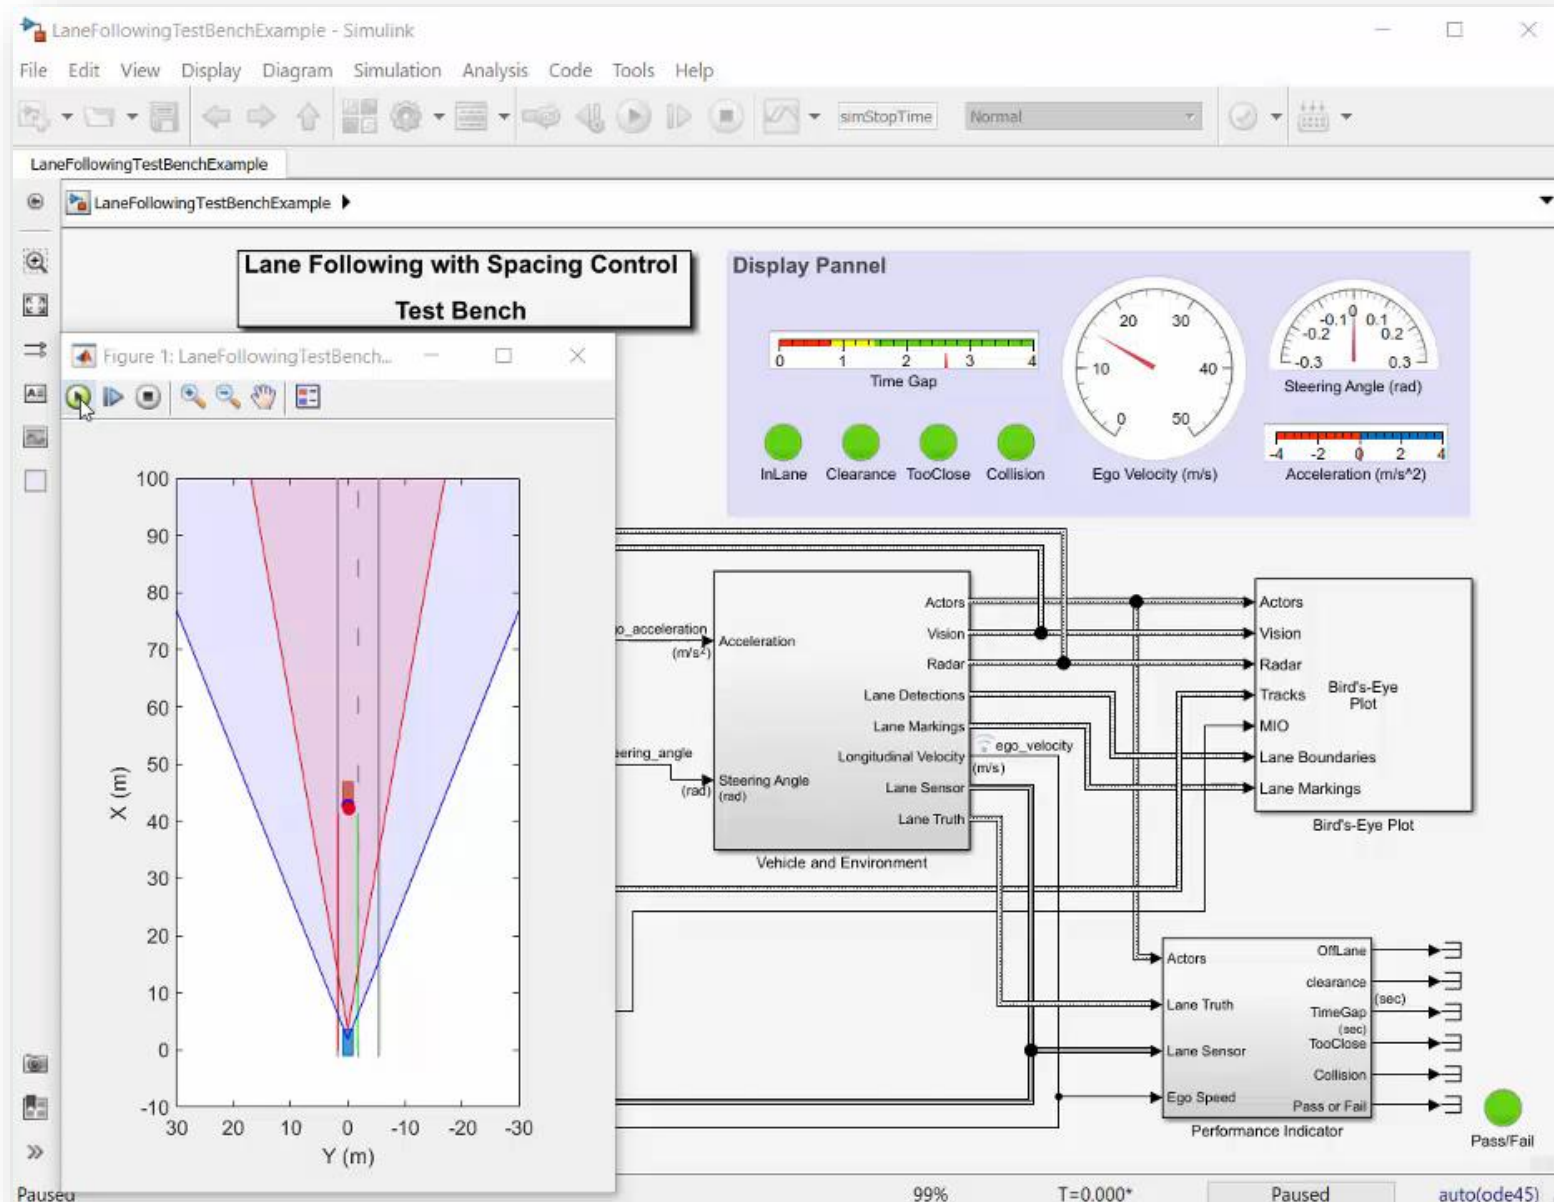 LaneFollowingTestBenchExample - Simulink
File Edit View Display Diagram Simulation Analysis Code Tools Help
simStopTime Normal
LaneFollowingTestBenchExample
LaneFollowingTestBenchExample
Lane Following with Spacing Control
Test Bench
Display Pannel
0 1 2 3 4
Time Gap
InLane Clearance TooClose Collision
0 10 20 30 40 50
Ego Velocity (m/s)
-0.3 -0.2 -0.1 0 0.1 0.2 0.3
Steering Angle (rad)
-4 -2 0 2 4
Acceleration (m/s^2)
Figure 1: LaneFollowingTestBench...
100
90
80
70
60
50
40
30
20
10
0
-10
X (m)
30 20 10 0 -10 -20 -30
Y (m)
o_acceleration
(m/s²)
eering_angle
(rad)
Acceleration
Steering Angle
(rad)
Actors
Vision
Radar
Lane Detections
Lane Markings
Longitudinal Velocity
Lane Sensor
Lane Truth
Vehicle and Environment
ego_velocity
(m/s)
Actors
Vision
Radar
Tracks
MIO
Lane Boundaries
Lane Markings
Bird's-Eye
Plot
Bird's-Eye Plot
Actors
Lane Truth
Lane Sensor
Ego Speed
OffLane
clearance
TimeGap
(sec)
TooClose
Collision
Pass or Fail
(sec)
Performance Indicator
Pass/Fail
Paused 99% T=0.000* Paused auto(ode45)